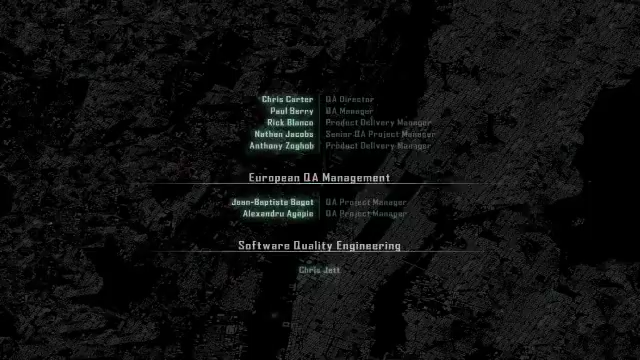 Chris Carter QA Director
Paul Berry QA Manager
Rick Blanco Product Delivery Manager
Nathen Jacobs Senior QA Project Manager
Anthony Zoghob Product Delivery Manager
European QA Management
Jean-Baptiste Bagot QA Project Manager
Alexandru Agapie QA Project Manager
Software Quality Engineering
Chris Jett